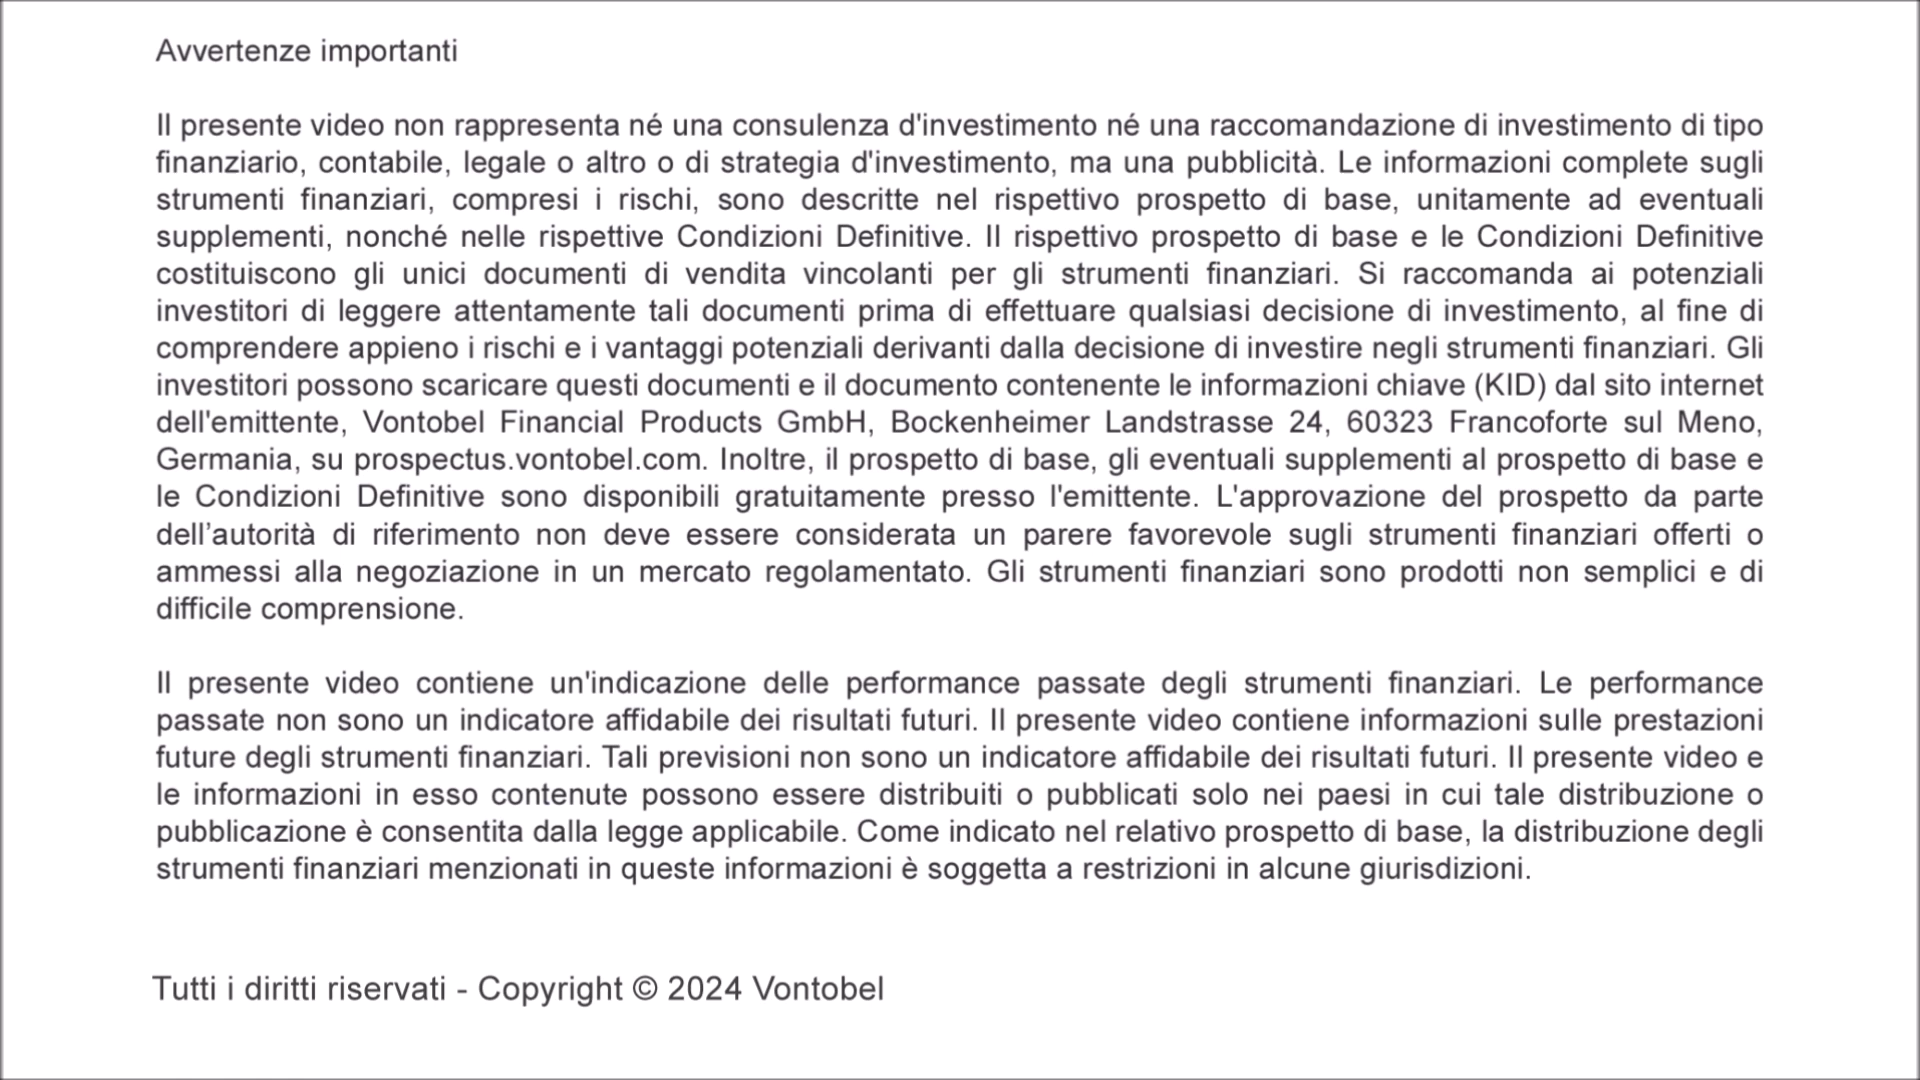 Avvertenze importanti
Il presente video non rappresenta né una consulenza d'investimento né una raccomandazione di investimento di tipo
finanziario, contabile, legale o altro o di strategia d'investimento, ma una pubblicità. Le informazioni complete sugli
strumenti finanziari, compresi i rischi, sono descritte nel rispettivo prospetto di base, unitamente ad eventuali
supplementi, nonché nelle rispettive Condizioni Definitive. Il rispettivo prospetto di base e le Condizioni Definitive
costituiscono gli unici documenti di vendita vincolanti per gli strumenti finanziari. Si raccomanda ai potenziali
investitori di leggere attentamente tali documenti prima di effettuare qualsiasi decisione di investimento, al fine di
comprendere appieno i rischi e i vantaggi potenziali derivanti dalla decisione di investire negli strumenti finanziari. Gli
investitori possono scaricare questi documenti e il documento contenente le informazioni chiave (KID) dal sito internet
dell'emittente, Vontobel Financial Products GmbH, Bockenheimer Landstrasse 24, 60323 Francoforte sul Meno,
Germania, su prospectus.vontobel.com. Inoltre, il prospetto di base, gli eventuali supplementi al prospetto di base e
le Condizioni Definitive sono disponibili gratuitamente presso l'emittente. L'approvazione del prospetto da parte
dell’autorità di riferimento non deve essere considerata un parere favorevole sugli strumenti finanziari offerti o
ammessi alla negoziazione in un mercato regolamentato. Gli strumenti finanziari sono prodotti non semplici e di
difficile comprensione.
Il presente video contiene un'indicazione delle performance passate degli strumenti finanziari. Le performance
passate non sono un indicatore affidabile dei risultati futuri. Il presente video contiene informazioni sulle prestazioni
future degli strumenti finanziari. Tali previsioni non sono un indicatore affidabile dei risultati futuri. Il presente video e
le informazioni in esso contenute possono essere distribuiti o pubblicati solo nei paesi in cui tale distribuzione o
pubblicazione è consentita dalla legge applicabile. Come indicato nel relativo prospetto di base, la distribuzione degli
strumenti finanziari menzionati in queste informazioni è soggetta a restrizioni in alcune giurisdizioni.
Tutti i diritti riservati - Copyright © 2024 Vontobel